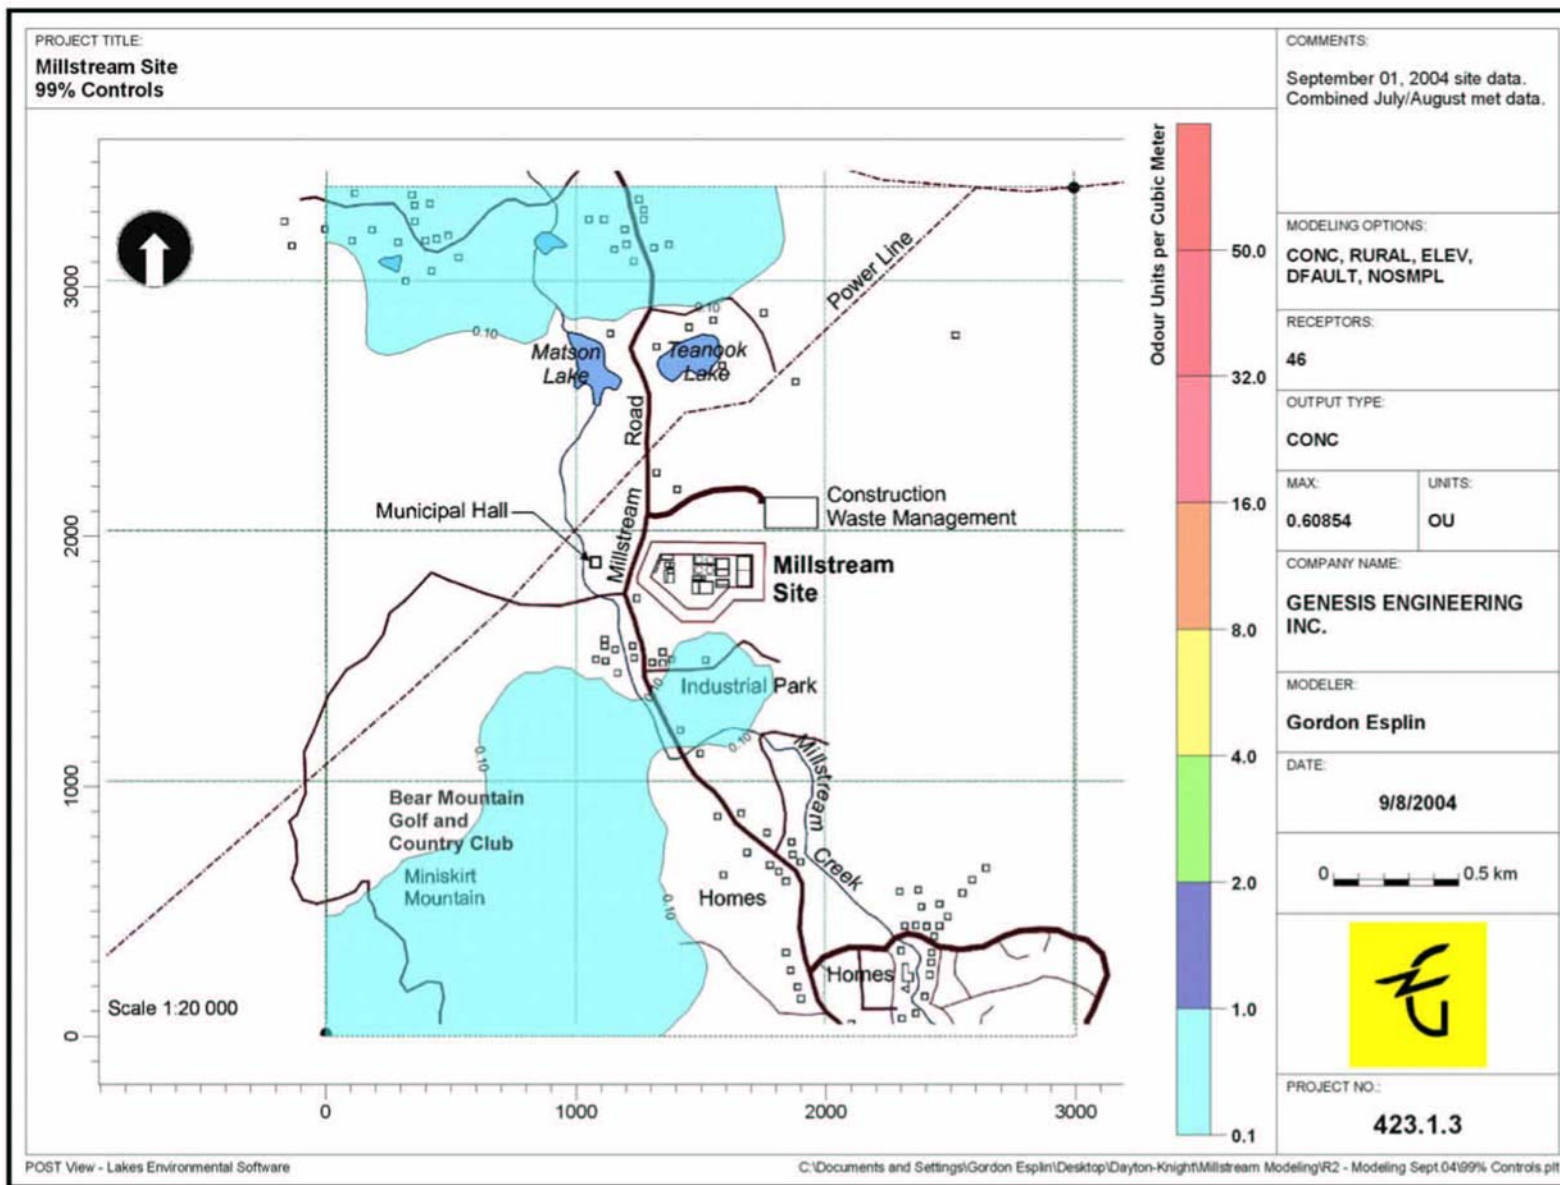 PROJECT TITLE:
Millstream Site
99% Controls
COMMENTS:
September 01, 2004 site data.
Combined July/August met data.
MODELING OPTIONS:
CONC, RURAL, ELEV,
DFAULT, NOSMPL
RECEPTORS:
46
OUTPUT TYPE:
CONC
MAX:
0.60854
UNITS:
OU
COMPANY NAME:
GENESIS ENGINEERING
INC.
MODELER:
Gordon Esplin
DATE:
9/8/2004
0 0.5 km
PROJECT NO.:
423.1.3
Odour Units per Cubic Meter
50.0
32.0
16.0
8.0
4.0
2.0
1.0
0.1
3000
2000
1000
0
0 1000 2000 3000
Power Line
0.10
0.10
Matson
Lake
Teanook
Lake
Millstream Road
Municipal Hall
Construction
Waste Management
Millstream
Site
Industrial Park
0.10
0.10
0.10
Millstream Creek
Bear Mountain
Golf and
Country Club
Miniskirt
Mountain
0.10
Homes
Homes
Scale 1:20 000
POST View - Lakes Environmental Software
C:\Documents and Settings\Gordon Esplin\Desktop\Dayton-Knight\Millstream Modeling\R2 - Modeling Sept.04\99% Controls.plt